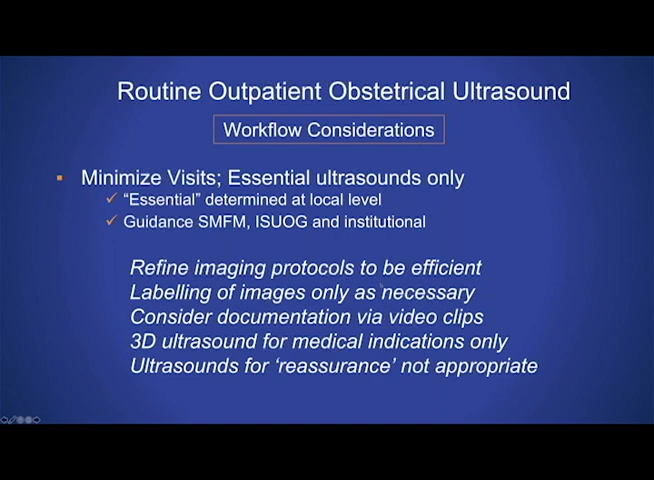 Routine Outpatient Obstetrical Ultrasound
Workflow Considerations
Minimize Visits; Essential ultrasounds only
“Essential” determined at local level
Guidance SMFM, ISUOG and institutional
Refine imaging protocols to be efficient
Labelling of images only as necessary
Consider documentation via video clips
3D ultrasound for medical indications only
Ultrasounds for ‘reassurance’ not appropriate